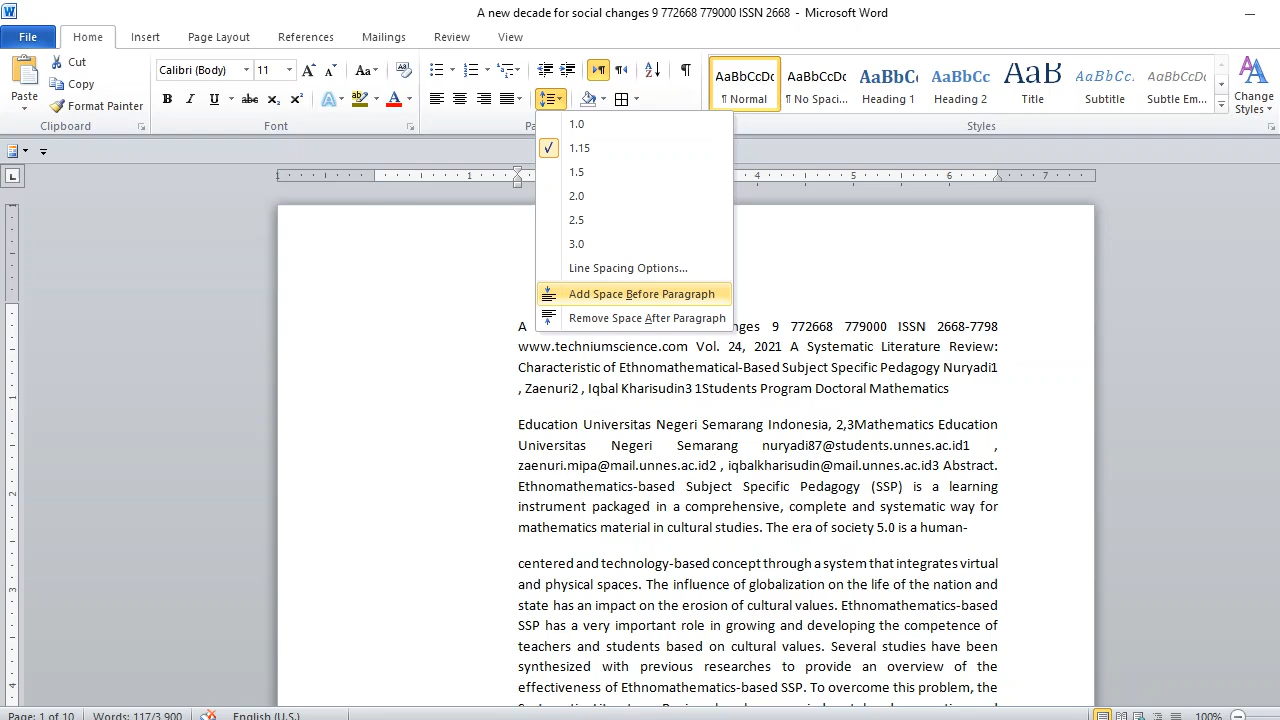 A new decade for social changes 9 772668 779000 ISSN 2668 - Microsoft Word
File Home Insert Page Layout References Mailings Review View
Paste
Cut
Copy
Format Painter
Clipboard
Calibri (Body) 11
Font
AaBbCcDc AaBbCcDc AaBbCc AaBbCc AaB AaBbCcDc AaBbCcDc
¶ Normal ¶ No Spaci... Heading 1 Heading 2 Title Subtitle Subtle Em...
Change Styles
Styles
1.0
1.15
1.5
2.0
2.5
3.0
Line Spacing Options...
Add Space Before Paragraph
Remove Space After Paragraph
A nges 9 772668 779000 ISSN 2668-7798
www.techniumscience.com Vol. 24, 2021 A Systematic Literature Review:
Characteristic of Ethnomathematical-Based Subject Specific Pedagogy Nuryadi1
, Zaenuri2 , Iqbal Kharisudin3 1Students Program Doctoral Mathematics
Education Universitas Negeri Semarang Indonesia, 2,3Mathematics Education
Universitas Negeri Semarang nuryadi87@students.unnes.ac.id1 ,
zaenuri.mipa@mail.unnes.ac.id2 , iqbalkharisudin@mail.unnes.ac.id3 Abstract.
Ethnomathematics-based Subject Specific Pedagogy (SSP) is a learning
instrument packaged in a comprehensive, complete and systematic way for
mathematics material in cultural studies. The era of society 5.0 is a human-
centered and technology-based concept through a system that integrates virtual
and physical spaces. The influence of globalization on the life of the nation and
state has an impact on the erosion of cultural values. Ethnomathematics-based
SSP has a very important role in growing and developing the competence of
teachers and students based on cultural values. Several studies have been
synthesized with previous researches to provide an overview of the
effectiveness of Ethnomathematics-based SSP. To overcome this problem, the
Page: 1 of 10 Words: 117/3,900 English (U.S.) 100%